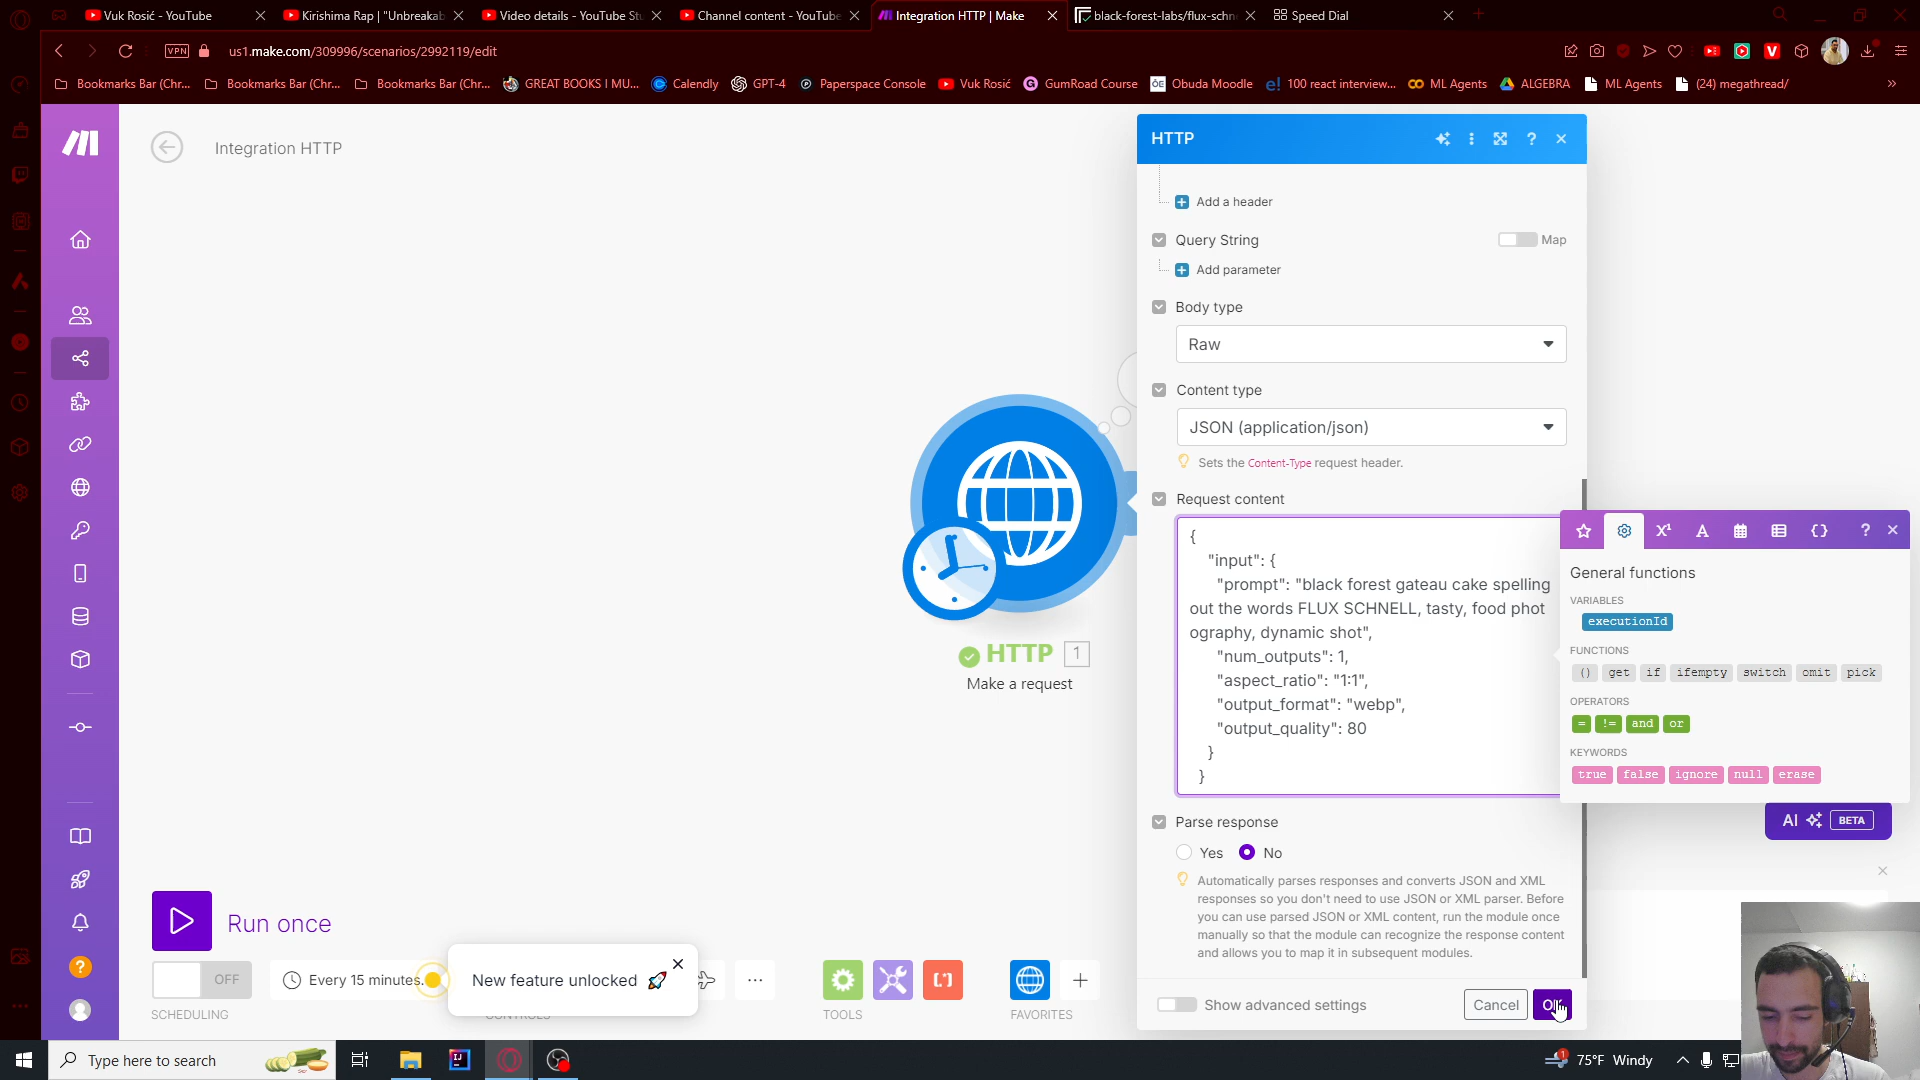 Vuk Rosić - YouTube
Kirishima Rap | "Unbreakab
Video details - YouTube Stu
Channel content - YouTube
Integration HTTP | Make
black-forest-labs/flux-schn
Speed Dial
VPN
us1.make.com/309996/scenarios/2992119/edit
Bookmarks Bar (Chr...
Bookmarks Bar (Chr...
Bookmarks Bar (Chr...
GREAT BOOKS I MU...
Calendly
GPT-4
Paperspace Console
Vuk Rosić
GumRoad Course
Obuda Moodle
100 react interview...
ML Agents
ALGEBRA
ML Agents
(24) megathread/
Integration HTTP
HTTP
Add a header
Query String
Map
Add parameter
Body type
Raw
Content type
JSON (application/json)
Sets the Content-Type request header.
Request content
{
"input": {
"prompt": "black forest gateau cake spelling
out the words FLUX SCHNELL, tasty, food phot
ography, dynamic shot",
"num_outputs": 1,
"aspect_ratio": "1:1",
"output_format": "webp",
"output_quality": 80
}
}
General functions
VARIABLES
executionId
FUNCTIONS
() get if ifempty switch omit pick
OPERATORS
= != and or
KEYWORDS
true false ignore null erase
AI BETA
HTTP 1
Make a request
Parse response
Yes No
Automatically parses responses and converts JSON and XML
responses so you don't need to use JSON or XML parser. Before
you can use parsed JSON or XML content, run the module once
manually so that the module can recognize the response content
and allows you to map it in subsequent modules.
Show advanced settings
Cancel
OK
Run once
OFF
Every 15 minutes.
New feature unlocked 🚀
SCHEDULING
TOOLS
FAVORITES
Type here to search
1
75°F Windy